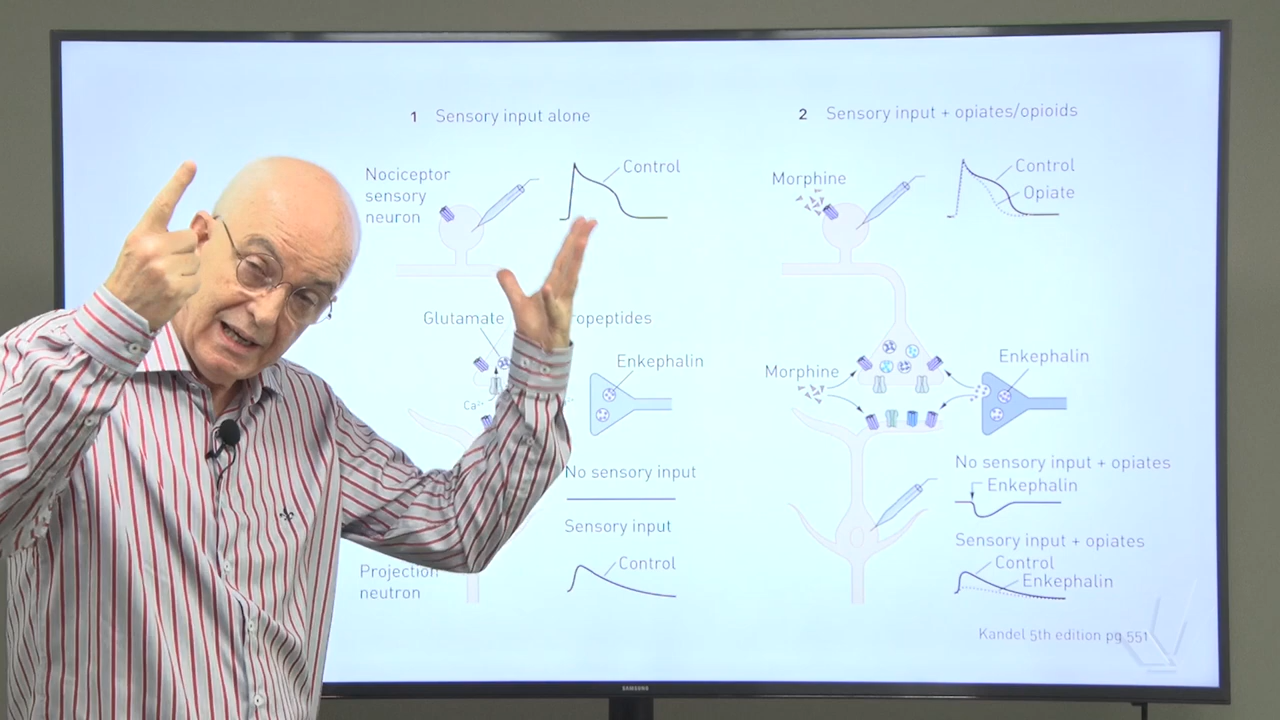 1 Sensory input alone
Nociceptor
sensory
neuron
Control
Glutamate
ropeptides
Enkephalin
Ca²⁺
No sensory input
Sensory input
Control
Projection
neutron
2 Sensory input + opiates/opioids
Morphine
Control
Opiate
Morphine
Enkephalin
No sensory input + opiates
Enkephalin
Sensory input + opiates
Control
Enkephalin
Kandel 5th edition pg 551
SAMSUNG